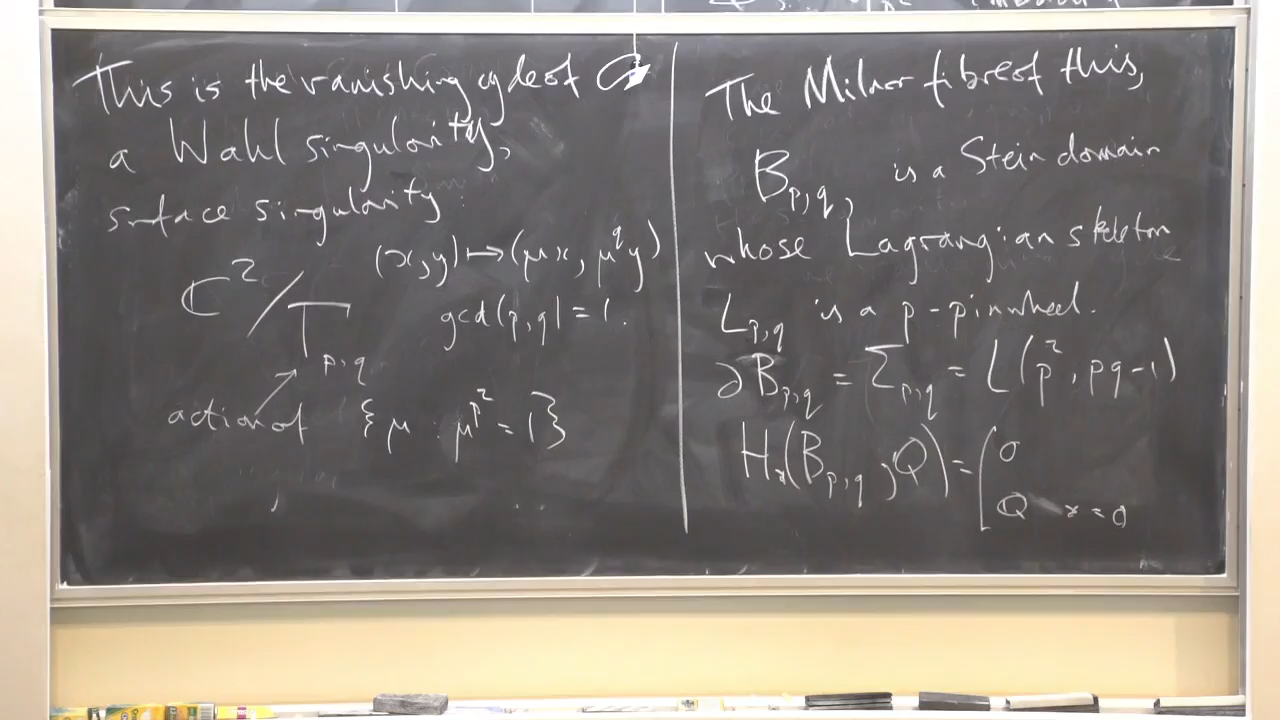 This is the vanishing cycle of
a Wahl singularity,
surface singularity
(x,y) ↦ (μx, μ^q y)
ℂ^2/Γ_{p,q}
gcd(p,q)=1.
action of {μ : μ^{p^2} = 1}
The Milnor fibre of this,
B_{p,q}, is a Stein domain
whose Lagrangian skeleton
L_{p,q} is a p-pinwheel.
∂B_{p,q} = Σ_{p,q} = L(p^2, pq-1)
H_*(B_{p,q}; Q) = { 0
Q * = 0